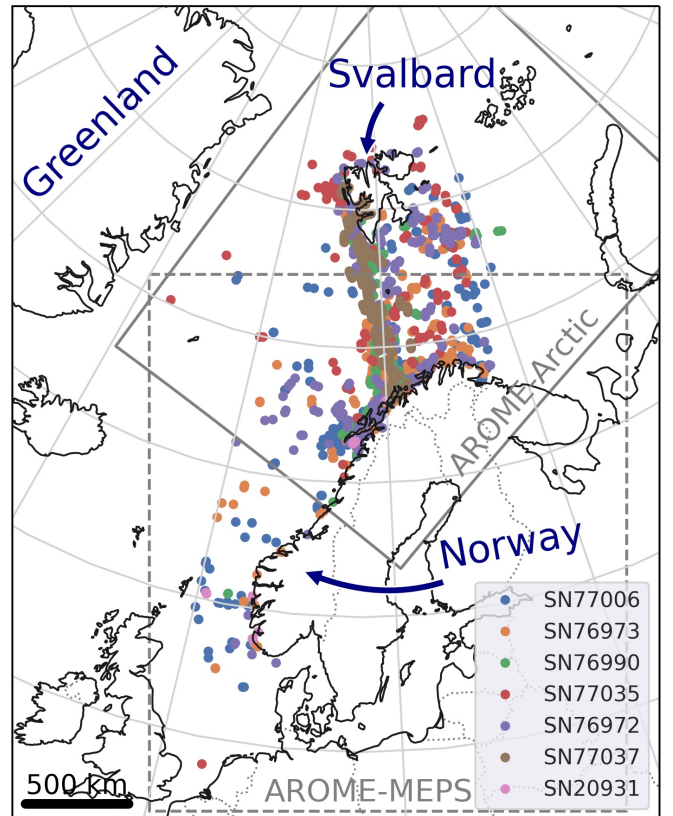 Svalbard
Greenland
AROME-Arctic
Norway
SN77006
SN76973
SN76990
SN77035
SN76972
SN77037
SN20931
500 km
AROME-MEPS